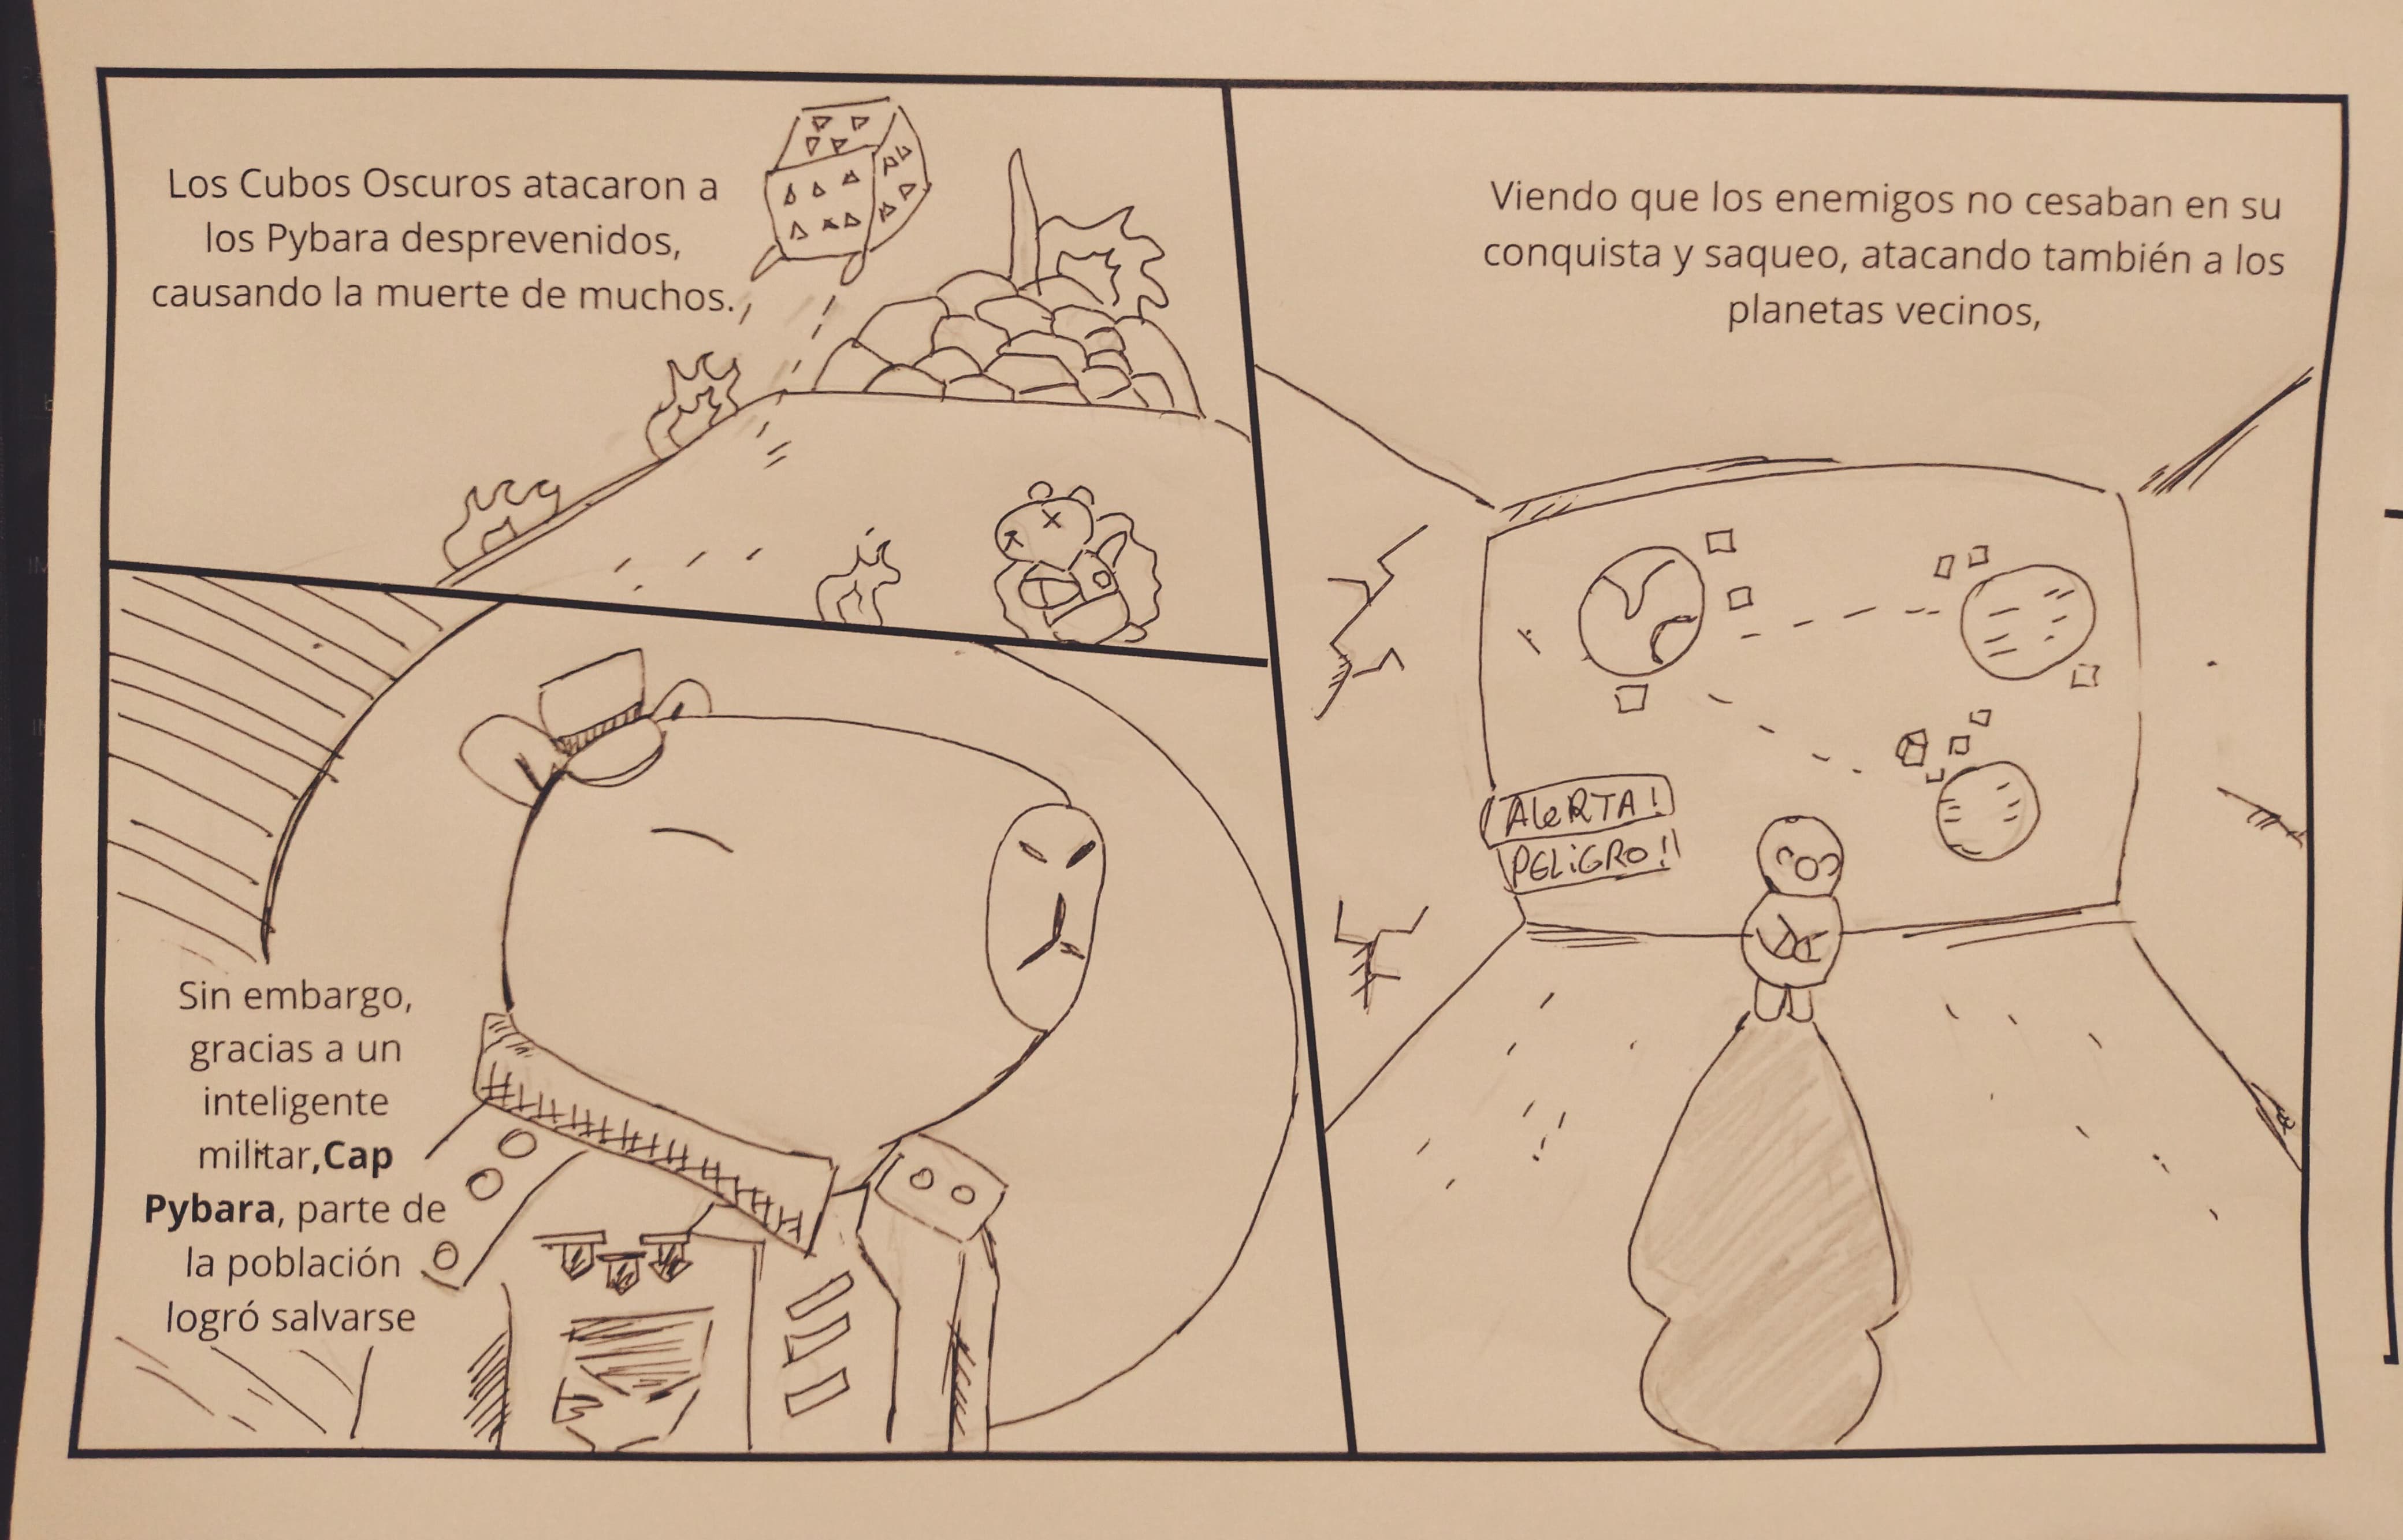 Los Cubos Oscuros atacaron a
los Pybara desprevenidos,
causando la muerte de muchos.
Sin embargo,
gracias a un
inteligente
militar,Cap
Pybara, parte de
la población
logró salvarse
Viendo que los enemigos no cesaban en su
conquista y saqueo, atacando también a los
planetas vecinos,
ALeRTA!
PELiGRO!!